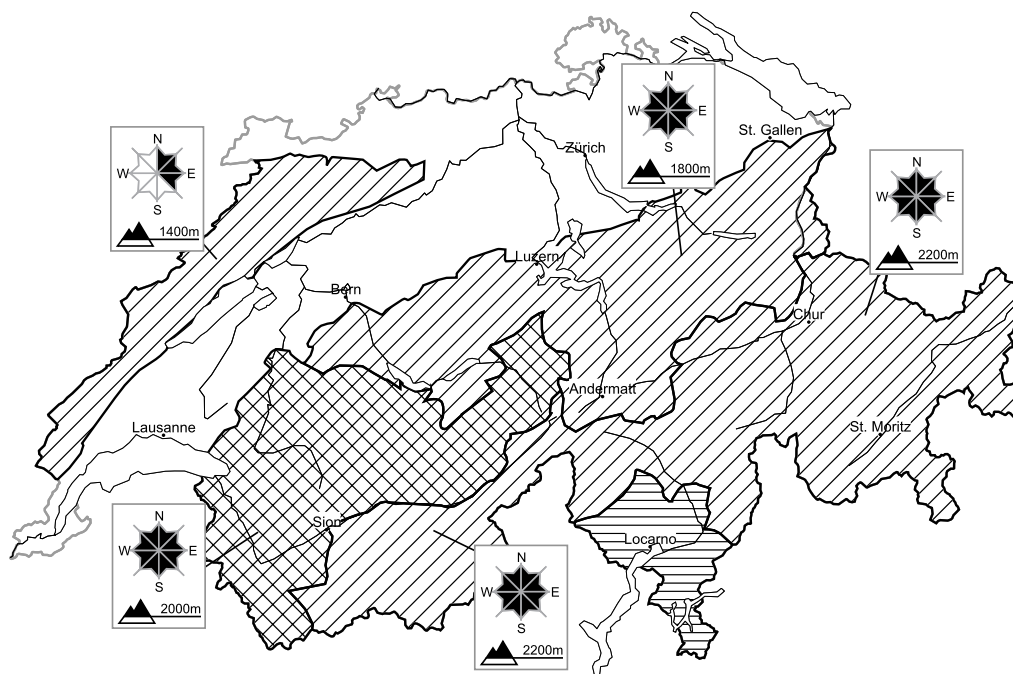 N
W E
S
1800m
St. Gallen
Zürich
N
W E
S
1400m
N
W E
S
2200m
Luzern
Bern
Chur
Andermatt
Lausanne
St. Moritz
Sion
Locarno
N
W E
S
2000m
N
W E
S
2200m